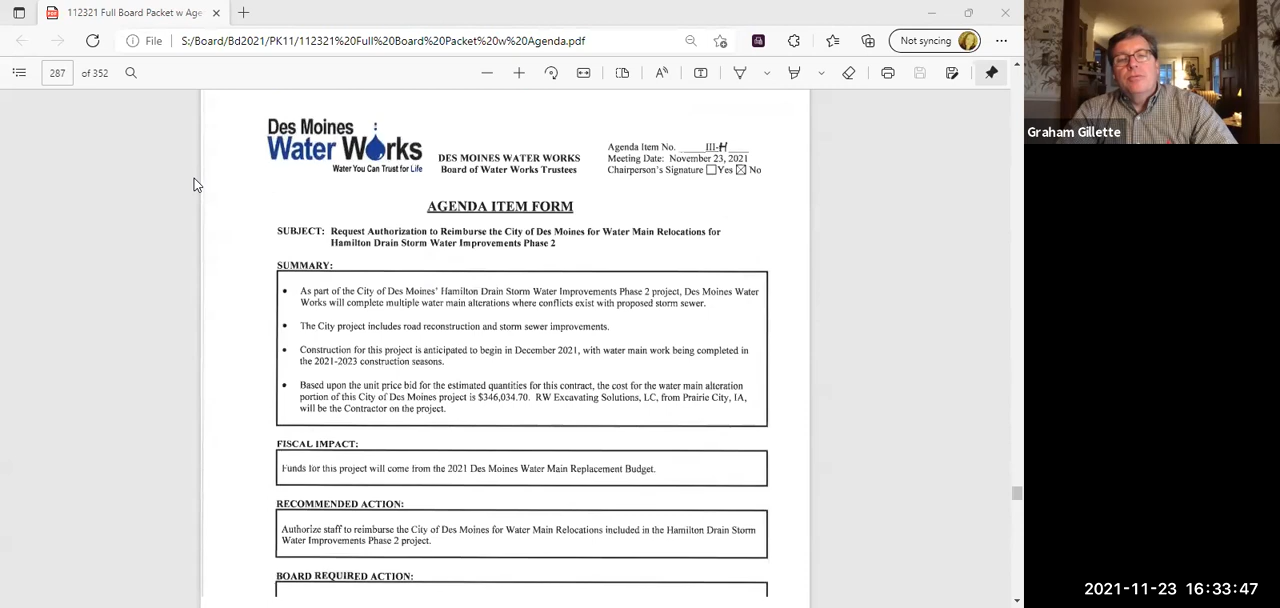 112321 Full Board Packet w Age
File
S:/Board/Bd2021/PK11/112321%20Full%20Board%20Packet%20w%20Agenda.pdf
Not syncing
287 of 352
Des Moines
Water Works
Water You Can Trust for Life
DES MOINES WATER WORKS
Board of Water Works Trustees
Agenda Item No. III-H
Meeting Date: November 23, 2021
Chairperson's Signature ☐ Yes ☒ No
AGENDA ITEM FORM
SUBJECT: Request Authorization to Reimburse the City of Des Moines for Water Main Relocations for
Hamilton Drain Storm Water Improvements Phase 2
SUMMARY:
• As part of the City of Des Moines' Hamilton Drain Storm Water Improvements Phase 2 project, Des Moines Water
Works will complete multiple water main alterations where conflicts exist with proposed storm sewer.
• The City project includes road reconstruction and storm sewer improvements.
• Construction for this project is anticipated to begin in December 2021, with water main work being completed in
the 2021-2023 construction seasons.
• Based upon the unit price bid for the estimated quantities for this contract, the cost for the water main alteration
portion of this City of Des Moines project is $346,034.70. RW Excavating Solutions, LC, from Prairie City, IA,
will be the Contractor on the project.
FISCAL IMPACT:
Funds for this project will come from the 2021 Des Moines Water Main Replacement Budget.
RECOMMENDED ACTION:
Authorize staff to reimburse the City of Des Moines for Water Main Relocations included in the Hamilton Drain Storm
Water Improvements Phase 2 project.
BOARD REQUIRED ACTION:
Graham Gillette
2021-11-23 16:33:47